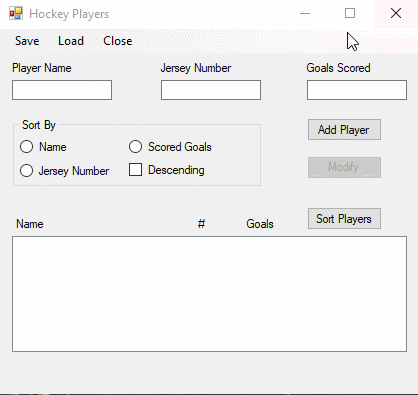 Hockey Players
Save Load Close
Player Name Jersey Number Goals Scored
Sort By
Name Scored Goals Add Player
Jersey Number Descending Modify
Name # Goals Sort Players